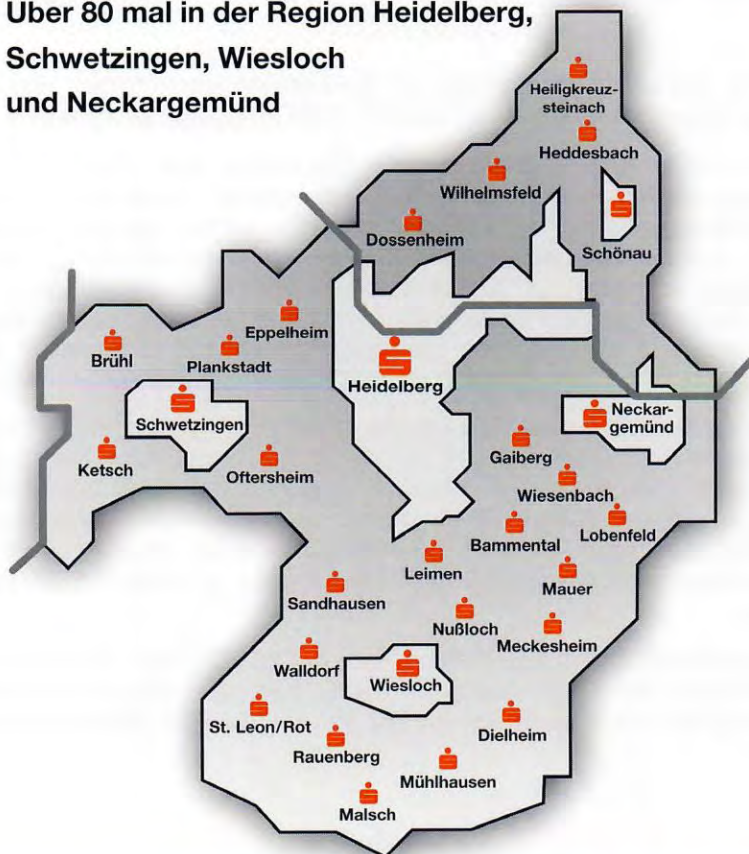 Über 80 mal in der Region Heidelberg,
Schwetzingen, Wiesloch
und Neckargemünd
Heiligkreuz-
steinach
Heddesbach
Wilhelmsfeld
Dossenheim
Schönau
Eppelheim
Brühl
Plankstadt
Heidelberg
Schwetzingen
Neckar-
gemünd
Gaiberg
Ketsch
Oftersheim
Wiesenbach
Lobenfeld
Bammental
Leimen
Mauer
Sandhausen
Nußloch
Meckesheim
Walldorf
Wiesloch
St. Leon/Rot
Dielheim
Rauenberg
Mühlhausen
Malsch